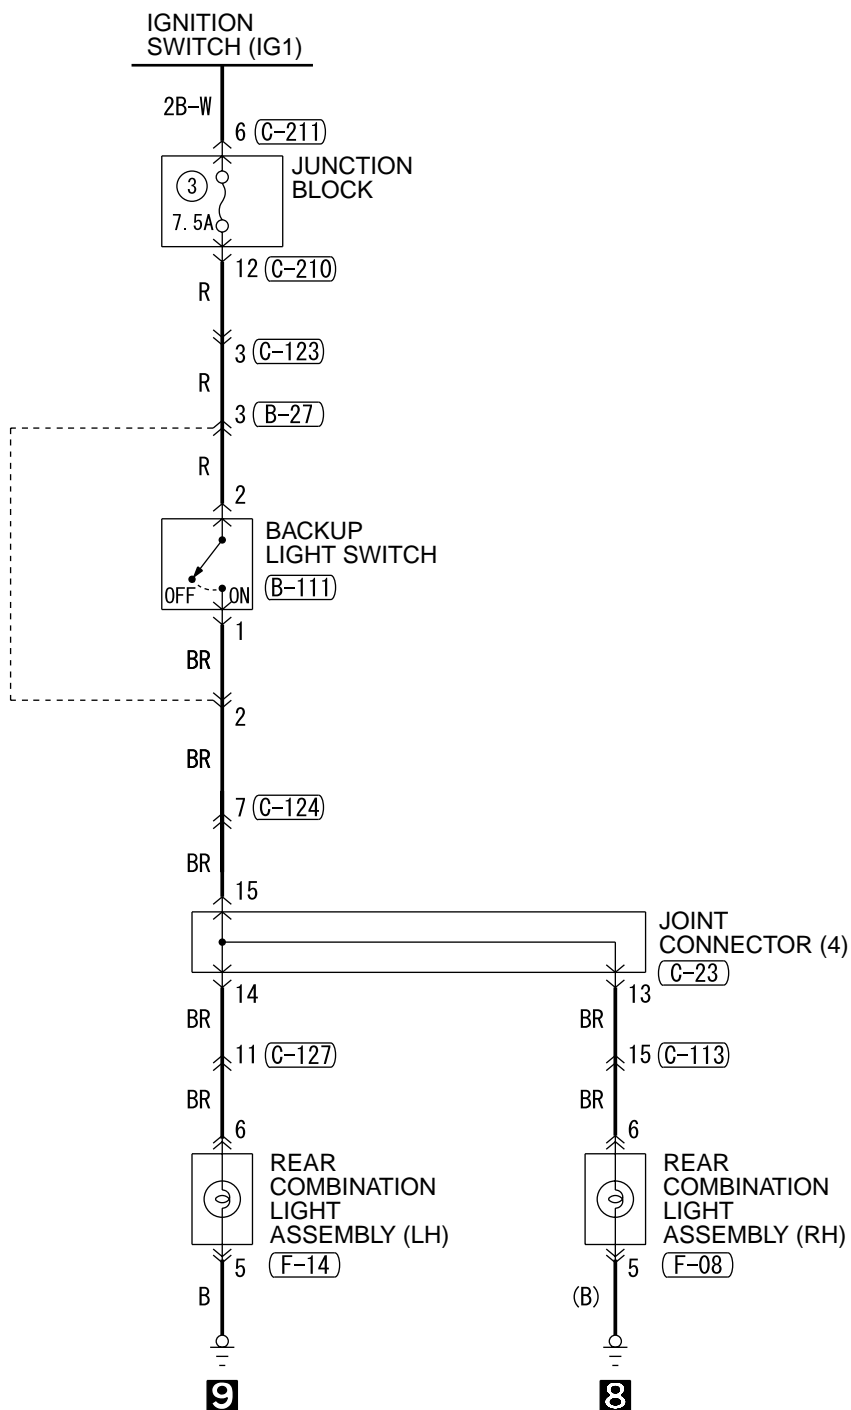 IGNITION
SWITCH (IG1)
2B-W
6 C-211
JUNCTION
BLOCK
3
7.5A
12 C-210
R
3 C-123
R
3 B-27
R
2
BACKUP
LIGHT SWITCH
B-111
OFF ON
1
BR
2
BR
7 C-124
BR
15
JOINT
CONNECTOR (4)
C-23
14 13
BR BR
11 C-127 15 C-113
BR BR
6 6
REAR
COMBINATION
LIGHT
ASSEMBLY (LH)
F-14
REAR
COMBINATION
LIGHT
ASSEMBLY (RH)
F-08
5 5
B (B)
9 8